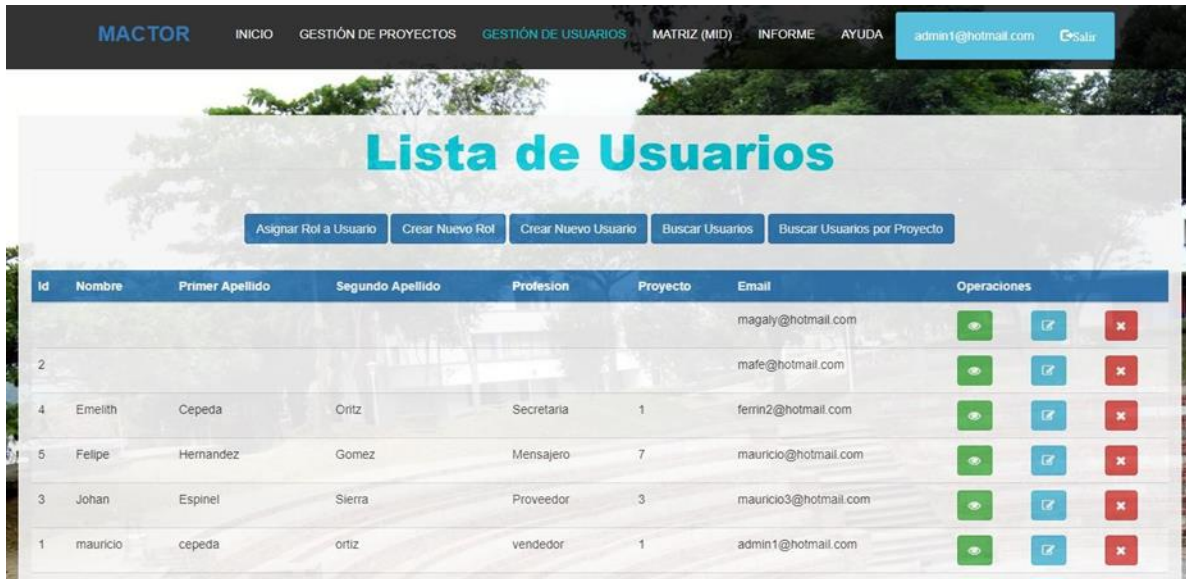 MACTOR INICIO GESTIÓN DE PROYECTOS GESTIÓN DE USUARIOS MATRIZ (MID) INFORME AYUDA admin1@hotmail.com Salir
Lista de Usuarios
Asignar Rol a Usuario Crear Nuevo Rol Crear Nuevo Usuario Buscar Usuarios Buscar Usuarios por Proyecto
Id Nombre Primer Apellido Segundo Apellido Profesion Proyecto Email Operaciones
magaly@hotmail.com
2 mafe@hotmail.com
4 Emelith Cepeda Oritz Secretaria 1 ferrin2@hotmail.com
5 Felipe Hernandez Gomez Mensajero 7 mauricio@hotmail.com
3 Johan Espinel Sierra Proveedor 3 mauricio3@hotmail.com
1 mauricio cepeda ortiz vendedor 1 admin1@hotmail.com